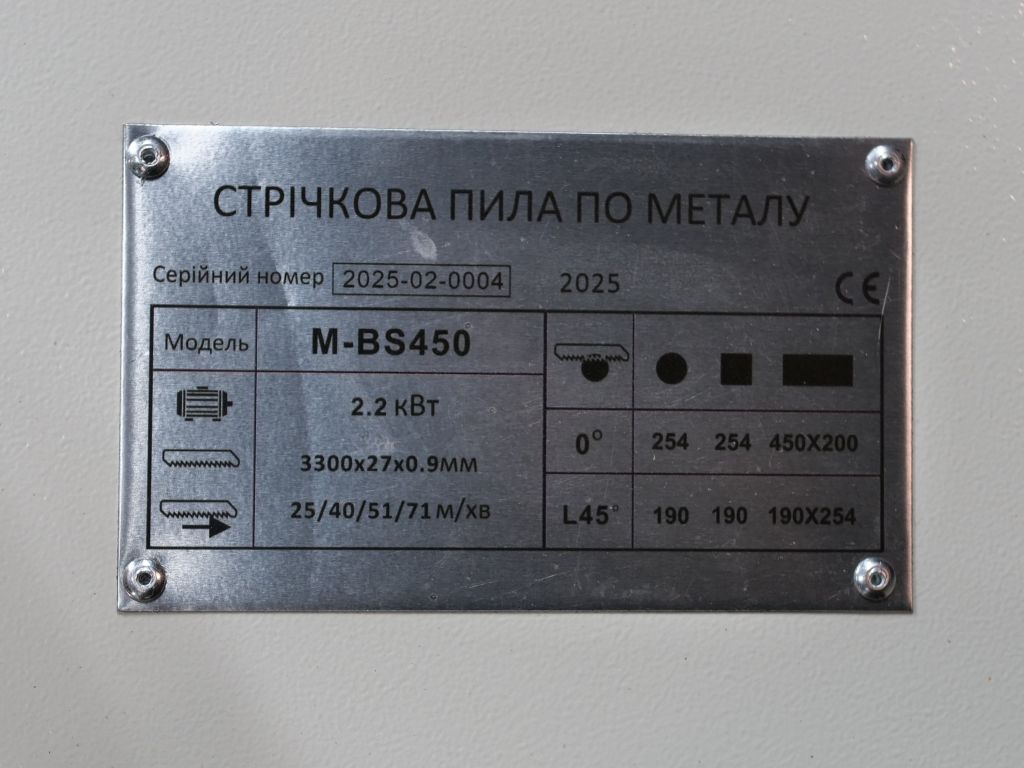 СТРІЧКОВА ПИЛА ПО МЕТАЛУ
Серійний номер 2025-02-0004 2025 CE
Модель M-BS450
2.2 кВт
3300x27x0.9мм
25/40/51/71 м/хв
0° 254 254 450X200
L45° 190 190 190X254